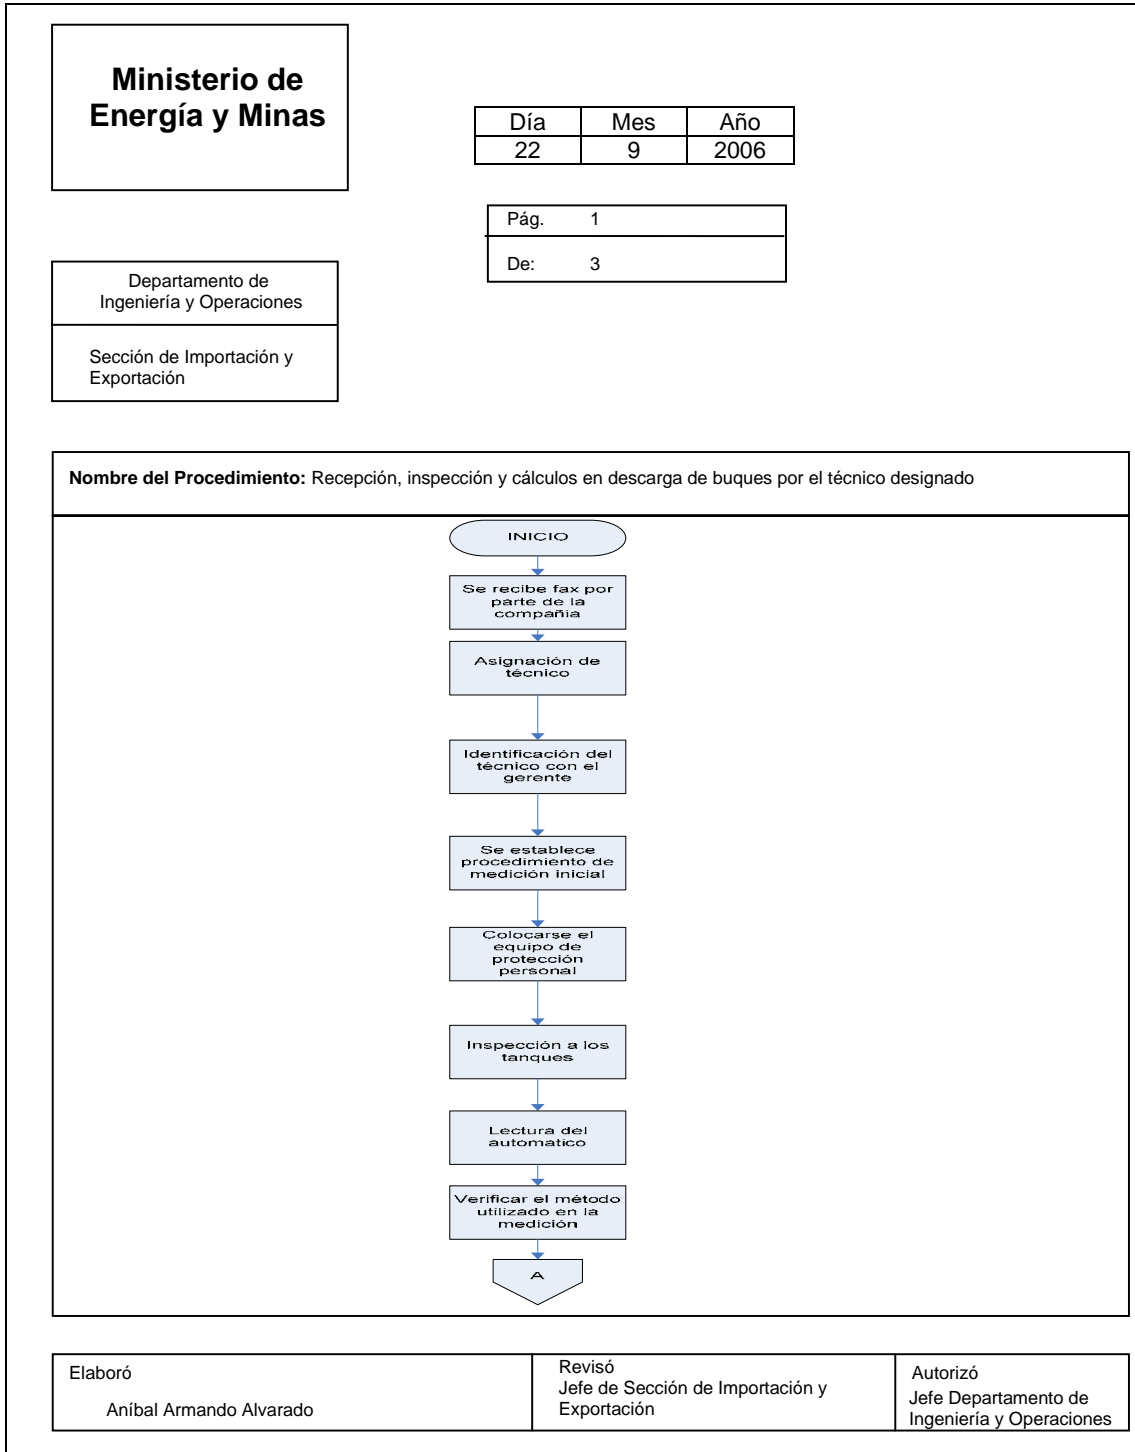 Ministerio de
Energía y Minas
Día Mes Año
22 9 2006
Pág. 1
De: 3
Departamento de
Ingeniería y Operaciones
Sección de Importación y
Exportación
Nombre del Procedimiento: Recepción, inspección y cálculos en descarga de buques por el técnico designado
INICIO
Se recibe fax por
parte de la
compañia
Asignación de
técnico
Identificación del
técnico con el
gerente
Se establece
procedimiento de
medición inicial
Colocarse el
equipo de
protección
personal
Inspección a los
tanques
Lectura del
automatico
Verificar el método
utilizado en la
medición
A
Elaboró
Aníbal Armando Alvarado
Revisó
Jefe de Sección de Importación y
Exportación
Autorizó
Jefe Departamento de
Ingeniería y Operaciones